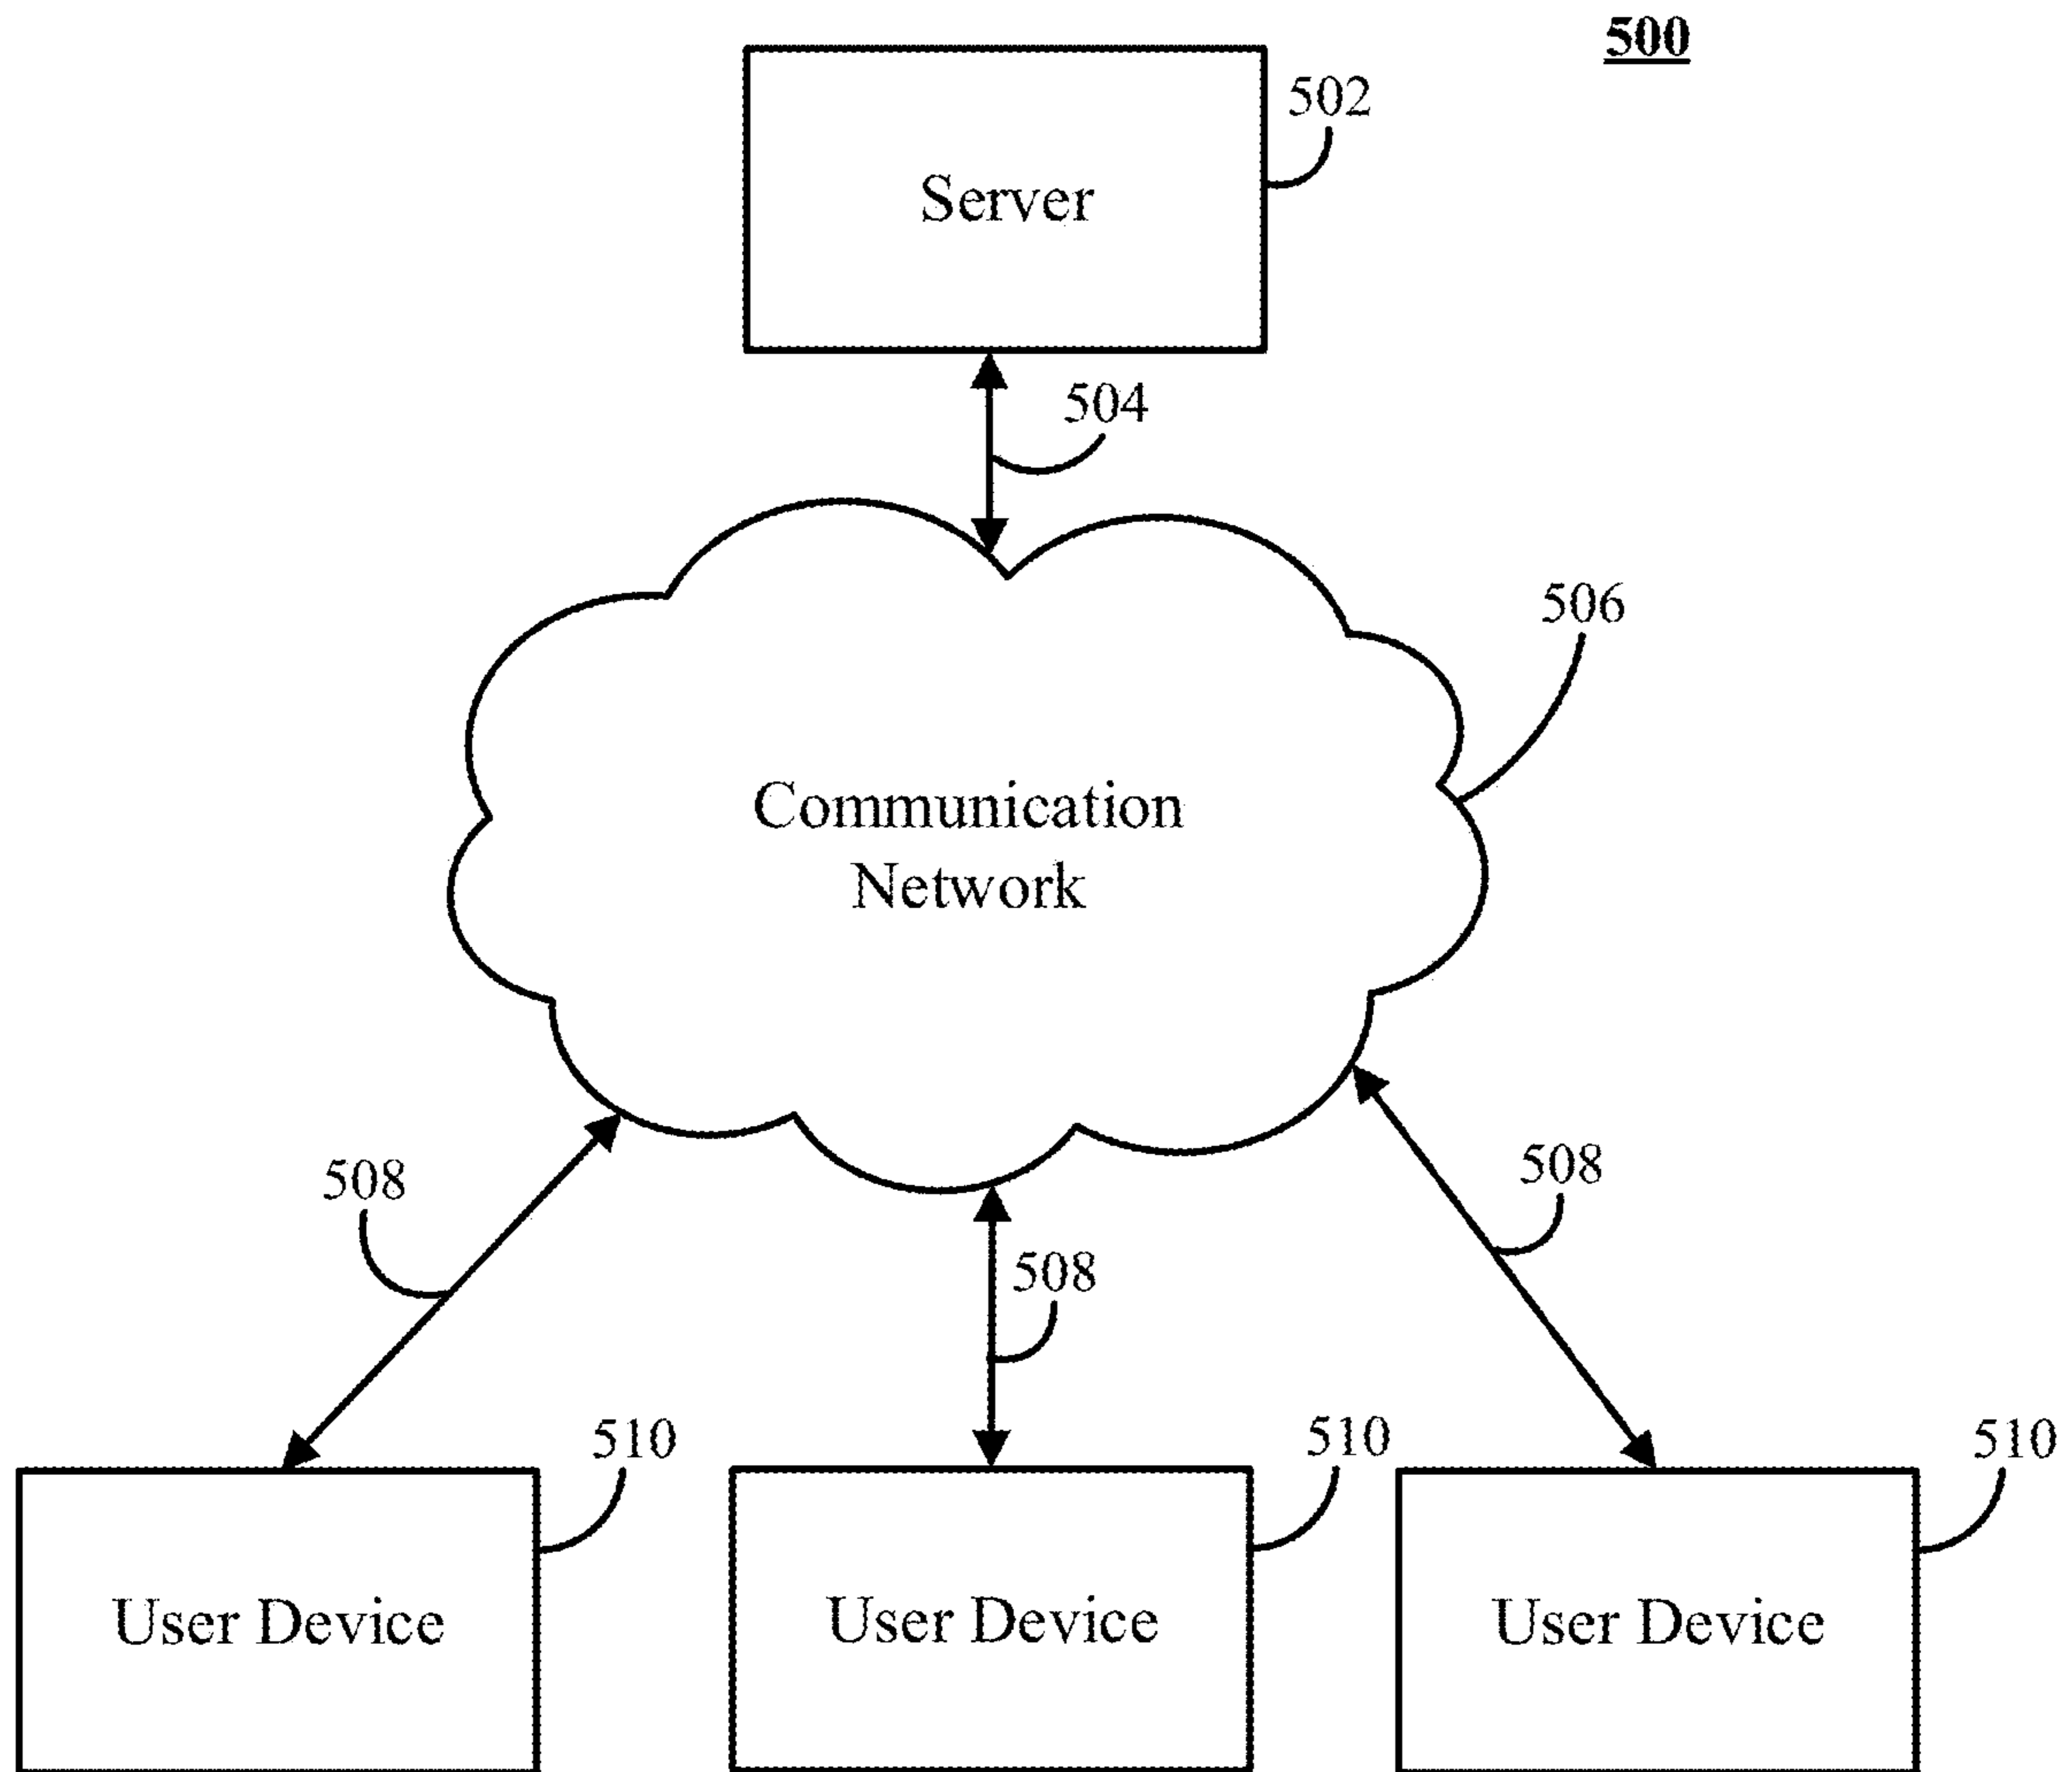 500
502
Server
504
506
Communication
Network
508
508
508
510
510
510
User Device
User Device
User Device